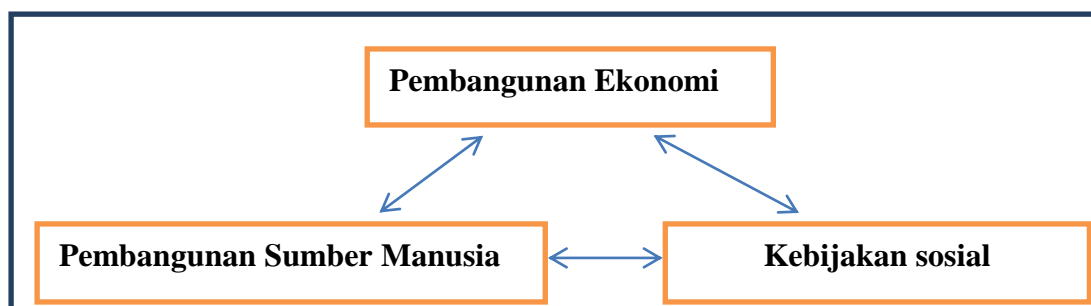 Pembangunan Ekonomi
Pembangunan Sumber Manusia
Kebijakan sosial